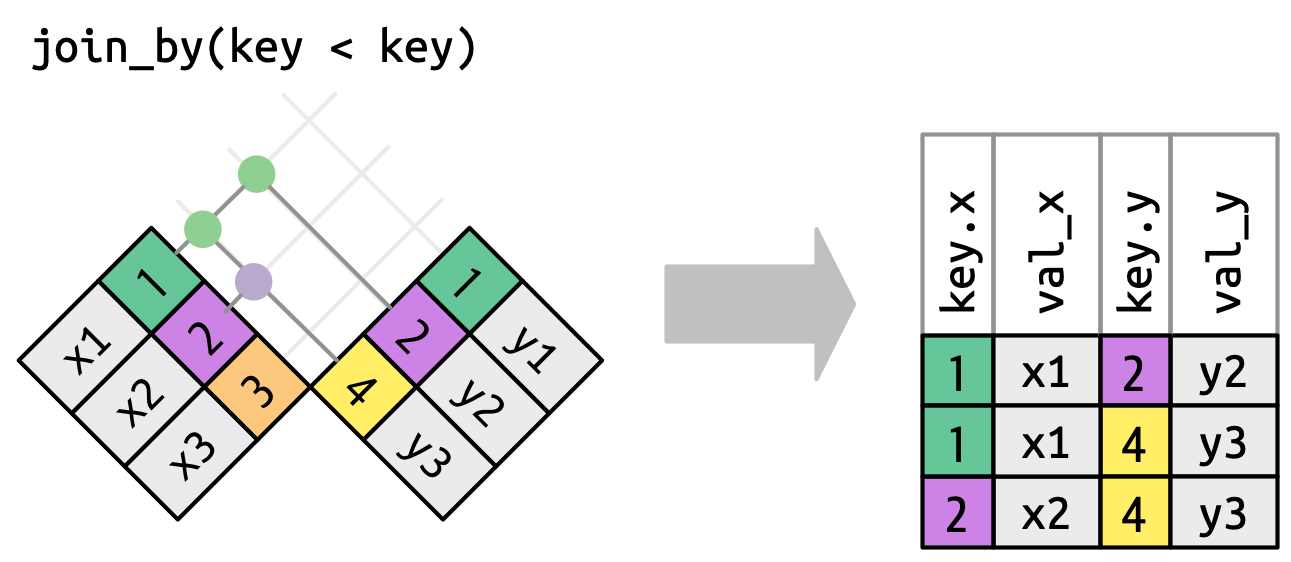 join_by(key < key)
1 x1
2 x2
3 x3
1 y1
2 y2
4 y3
key.x val_x key.y val_y
1 x1 2 y2
1 x1 4 y3
2 x2 4 y3